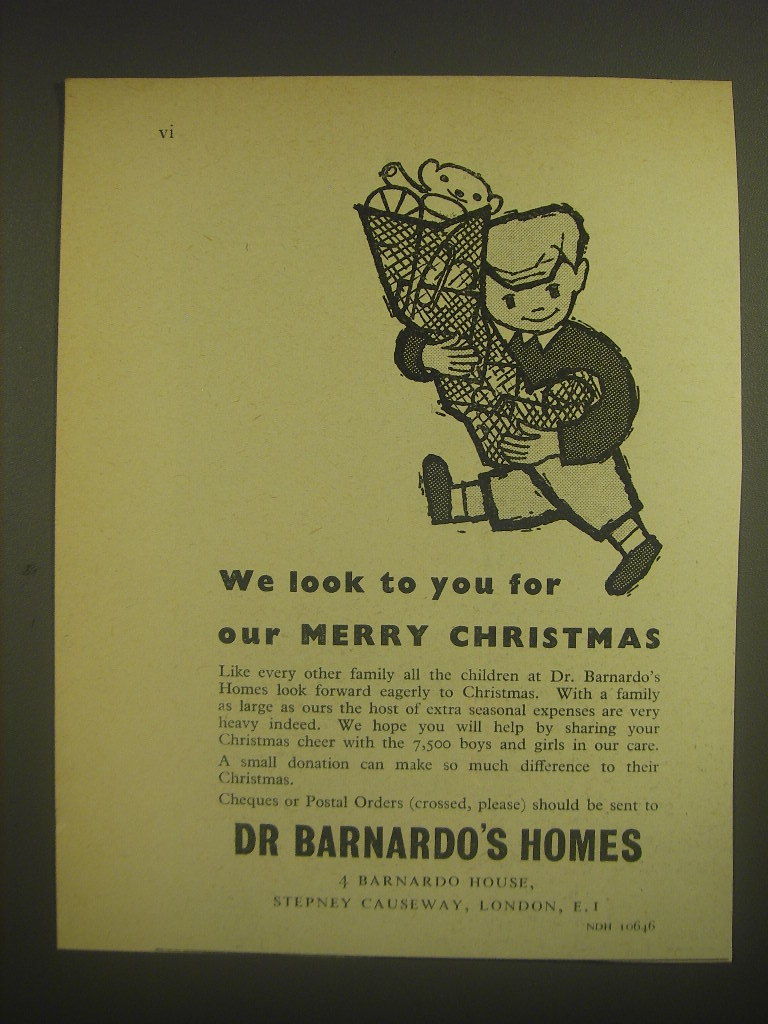 vi
We look to you for
our MERRY CHRISTMAS
Like every other family all the children at Dr. Barnardo's
Homes look forward eagerly to Christmas. With a family
as large as ours the host of extra seasonal expenses are very
heavy indeed. We hope you will help by sharing your
Christmas cheer with the 7,500 boys and girls in our care.
A small donation can make so much difference to their
Christmas.
Cheques or Postal Orders (crossed, please) should be sent to
DR BARNARDO'S HOMES
4 BARNARDO HOUSE,
STEPNEY CAUSEWAY, LONDON, E.1
NDH 10646